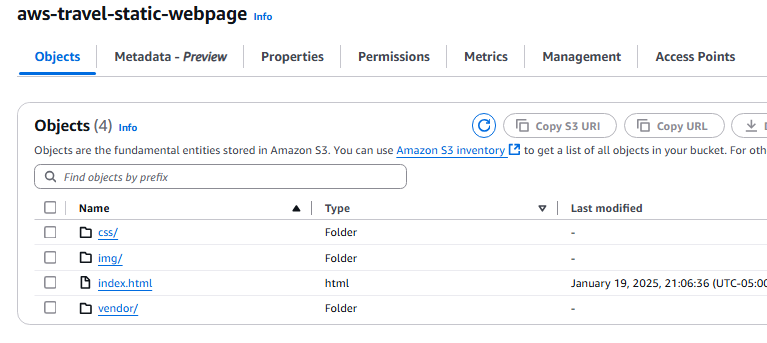 aws-travel-static-webpage Info
Objects Metadata - Preview Properties Permissions Metrics Management Access Points
Objects (4) Info Copy S3 URI Copy URL
Objects are the fundamental entities stored in Amazon S3. You can use Amazon S3 inventory to get a list of all objects in your bucket. For oth
Find objects by prefix
Name Type Last modified
css/ Folder -
img/ Folder -
index.html html January 19, 2025, 21:06:36 (UTC-05:00
vendor/ Folder -